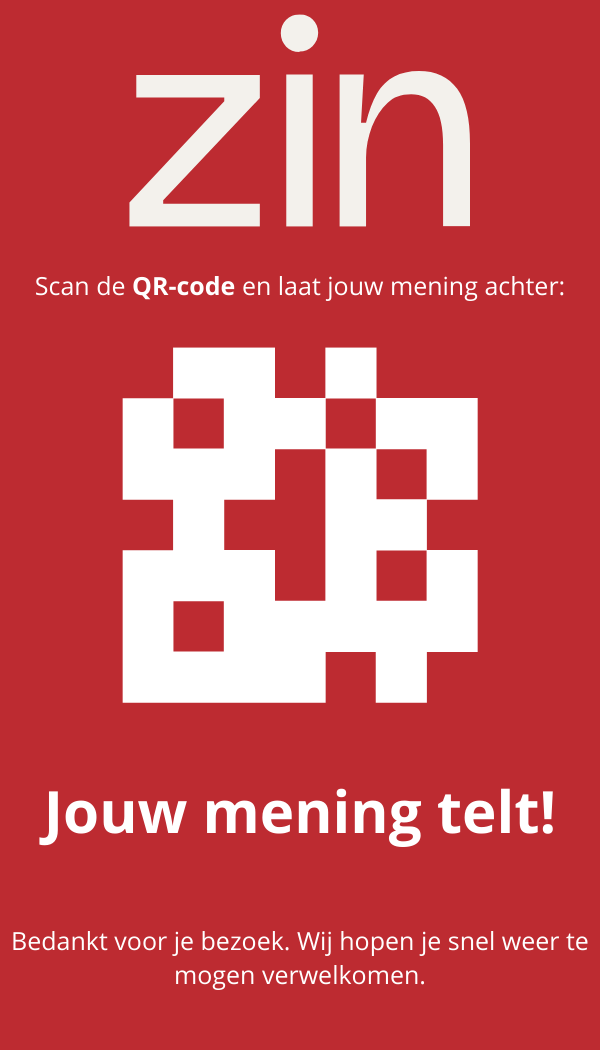 zin
Scan de QR-code en laat jouw mening achter:
Jouw mening telt!
Bedankt voor je bezoek. Wij hopen je snel weer te
mogen verwelkomen.